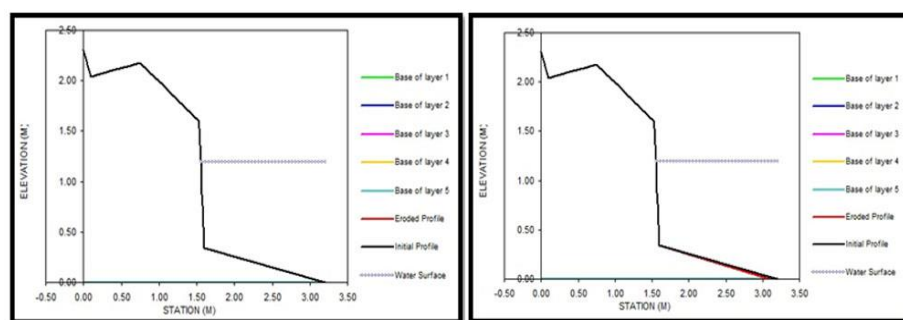 2.50
2.00
1.50
1.00
0.50
0.00
ELEVATION (M)
-0.50 0.00 0.50 1.00 1.50 2.00 2.50 3.00 3.50
STATION (M)
Base of layer 1
Base of layer 2
Base of layer 3
Base of layer 4
Base of layer 5
Eroded Profile
Initial Profile
Water Surface
2.50
2.00
1.50
1.00
0.50
0.00
ELEVATION (M)
-0.50 0.00 0.50 1.00 1.50 2.00 2.50 3.00 3.50
STATION (M)
Base of layer 1
Base of layer 2
Base of layer 3
Base of layer 4
Base of layer 5
Eroded Profile
Initial Profile
Water Surface